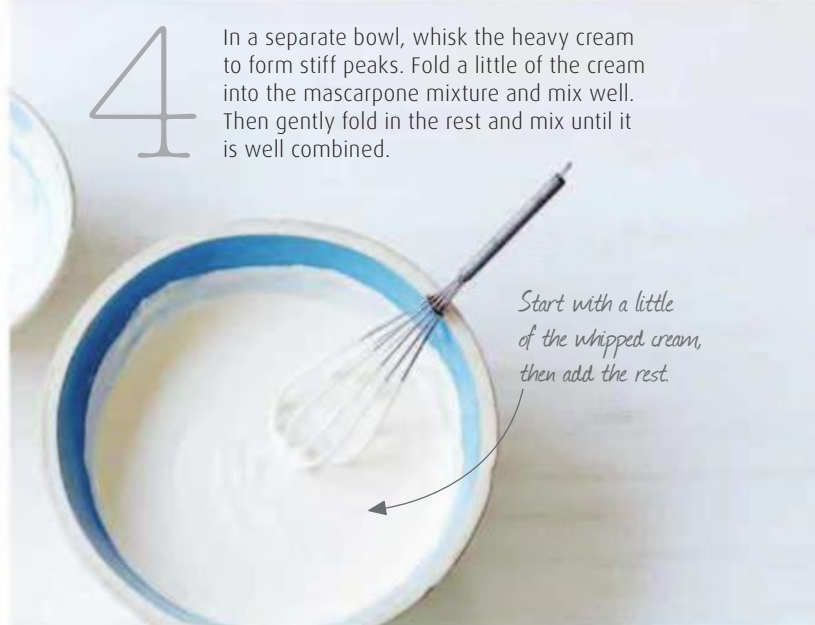 4
In a separate bowl, whisk the heavy cream
to form stiff peaks. Fold a little of the cream
into the mascarpone mixture and mix well.
Then gently fold in the rest and mix until it
is well combined.
Start with a little
of the whipped cream,
then add the rest.